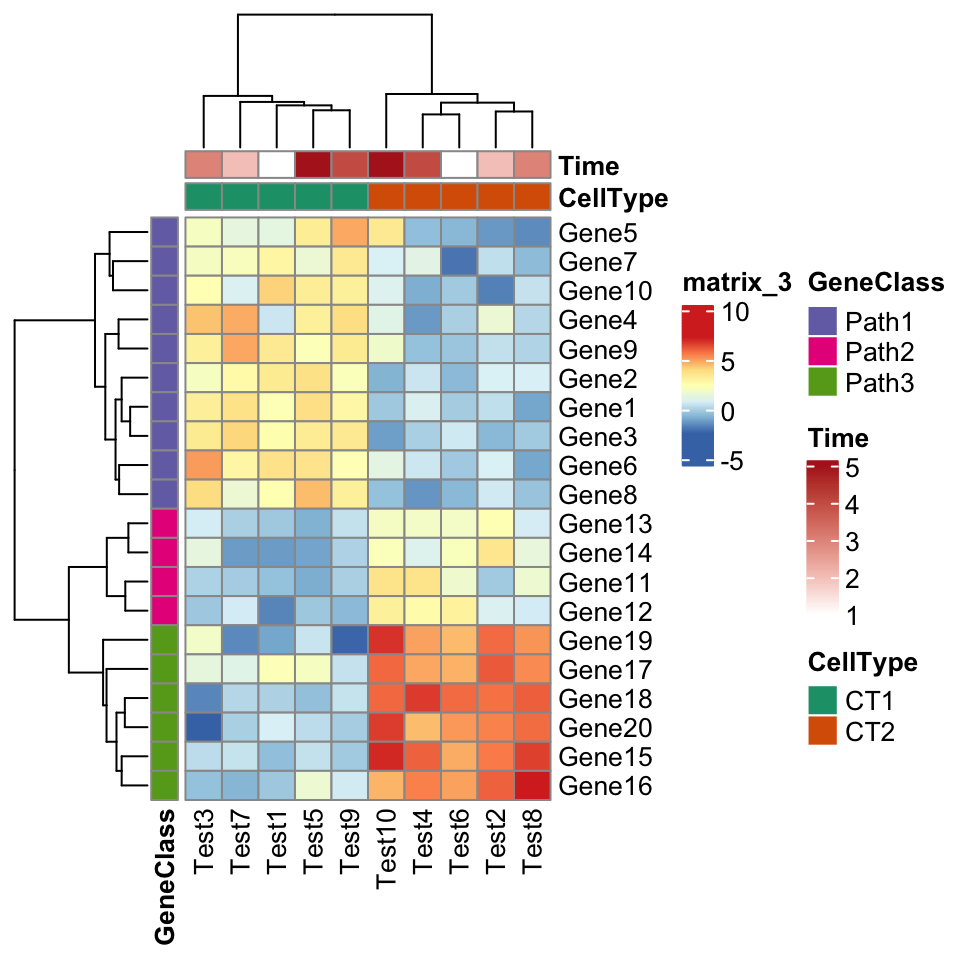 Time
CellType
Gene5
Gene7
Gene10
Gene4
Gene9
Gene2
Gene1
Gene3
Gene6
Gene8
Gene13
Gene14
Gene11
Gene12
Gene19
Gene17
Gene18
Gene20
Gene15
Gene16
GeneClass
Test3
Test7
Test1
Test5
Test9
Test10
Test4
Test6
Test2
Test8
matrix_3
10
5
0
-5
GeneClass
Path1
Path2
Path3
Time
5
4
3
2
1
CellType
CT1
CT2